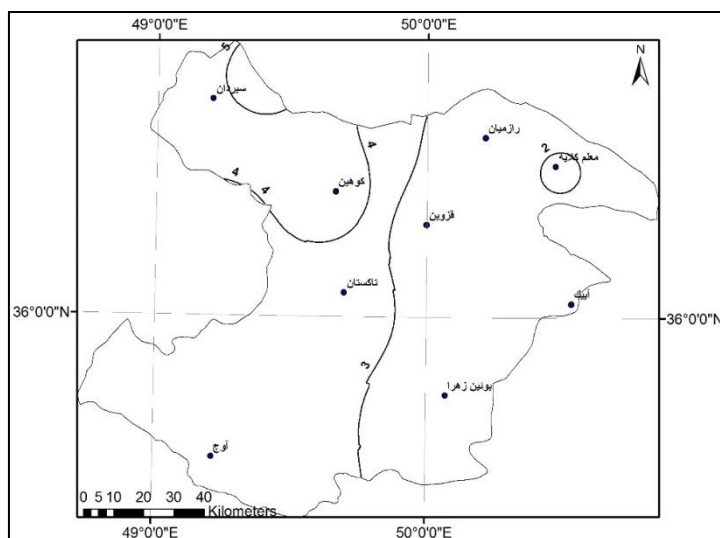 49°0'0"E
50°0'0"E
N
5
سیردان
رازمیان
4
2
معلم کلایه
4
4
کوهین
قزوین
تاکستان
آبیک
36°0'0"N
36°0'0"N
3
بوئین زهرا
آوج
0 5 10 20 30 40
Kilometers
49°0'0"E
50°0'0"E